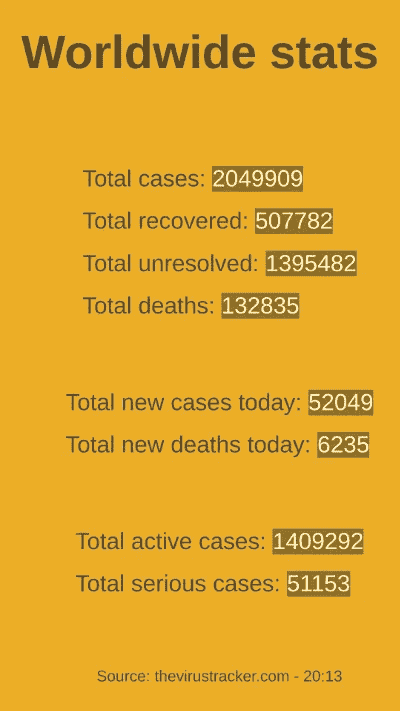 Worldwide stats
Total cases: 2049909
Total recovered: 507782
Total unresolved: 1395482
Total deaths: 132835
Total new cases today: 52049
Total new deaths today: 6235
Total active cases: 1409292
Total serious cases: 51153
Source: thevirustracker.com - 20:13